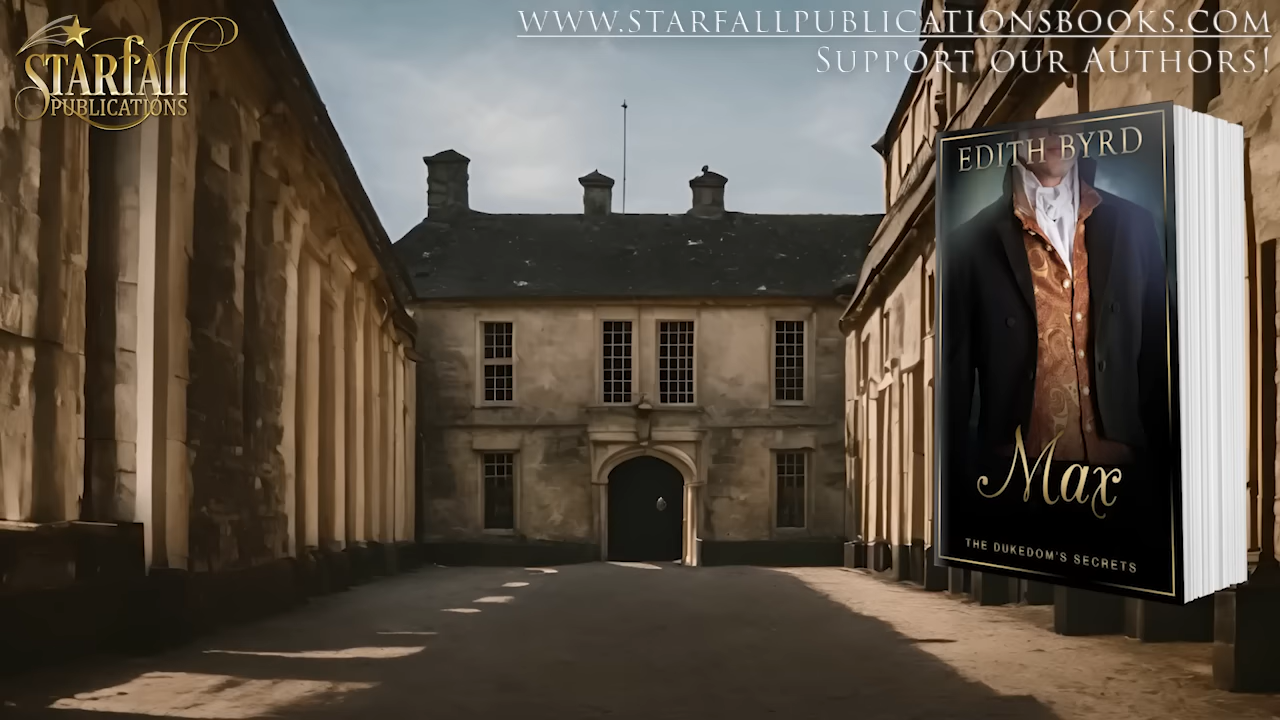 STARfall
PUBLICATIONS
WWW.STARFALLPUBLICATIONSBOOKS.COM
SUPPORT OUR AUTHORS!
EDITH BYRD
Max
THE DUKEDOM'S SECRETS